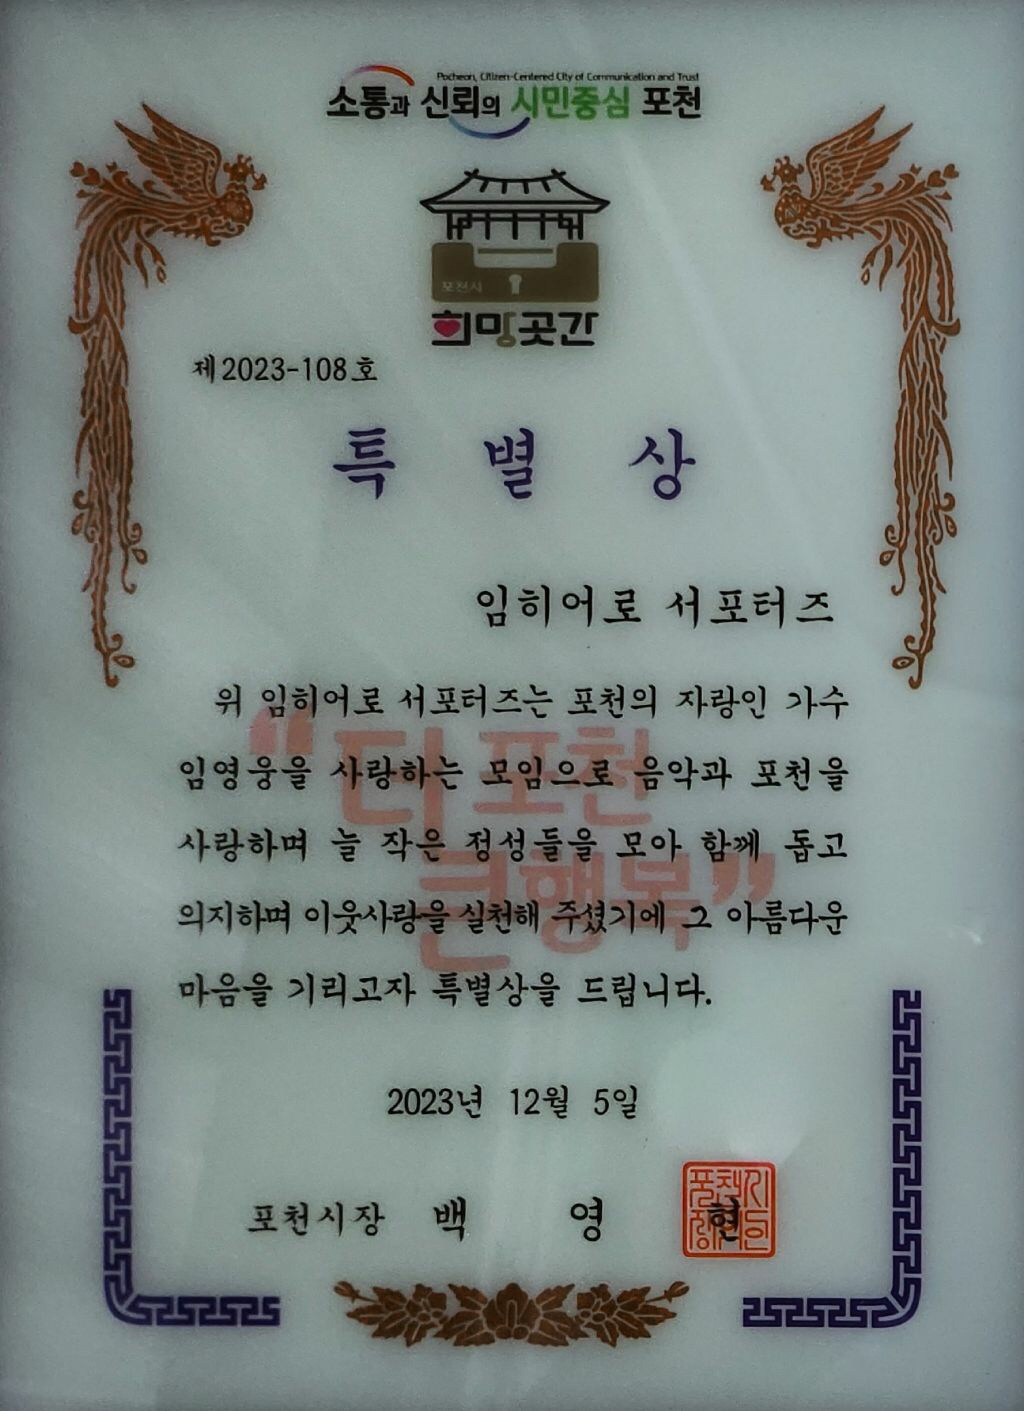 Pocheon, Citizen-Centered City of Communication and Trust
소통과 신뢰의 시민중심 포천
포천시
희망곳간
제2023-108호
특 별 상
임히어로 서포터즈
위 임히어로 서포터즈는 포천의 자랑인 가수
임영웅을 사랑하는 모임으로 음악과 포천을
사랑하며 늘 작은 정성들을 모아 함께 돕고
의지하며 이웃사랑을 실천해 주셨기에 그 아름다운
마음을 기리고자 특별상을 드립니다.
"더 포천
큰 행복"
2023년 12월 5일
포천시장 백 영 현